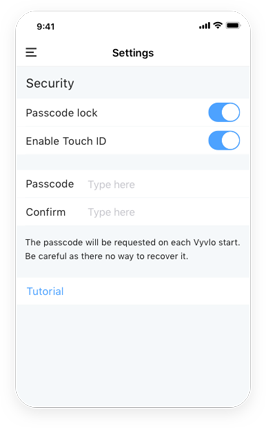 9:41
Settings
Security
Passcode lock
Enable Touch ID
Passcode Type here
Confirm Type here
The passcode will be requested on each Vyvlo start.
Be careful as there no way to recover it.
Tutorial